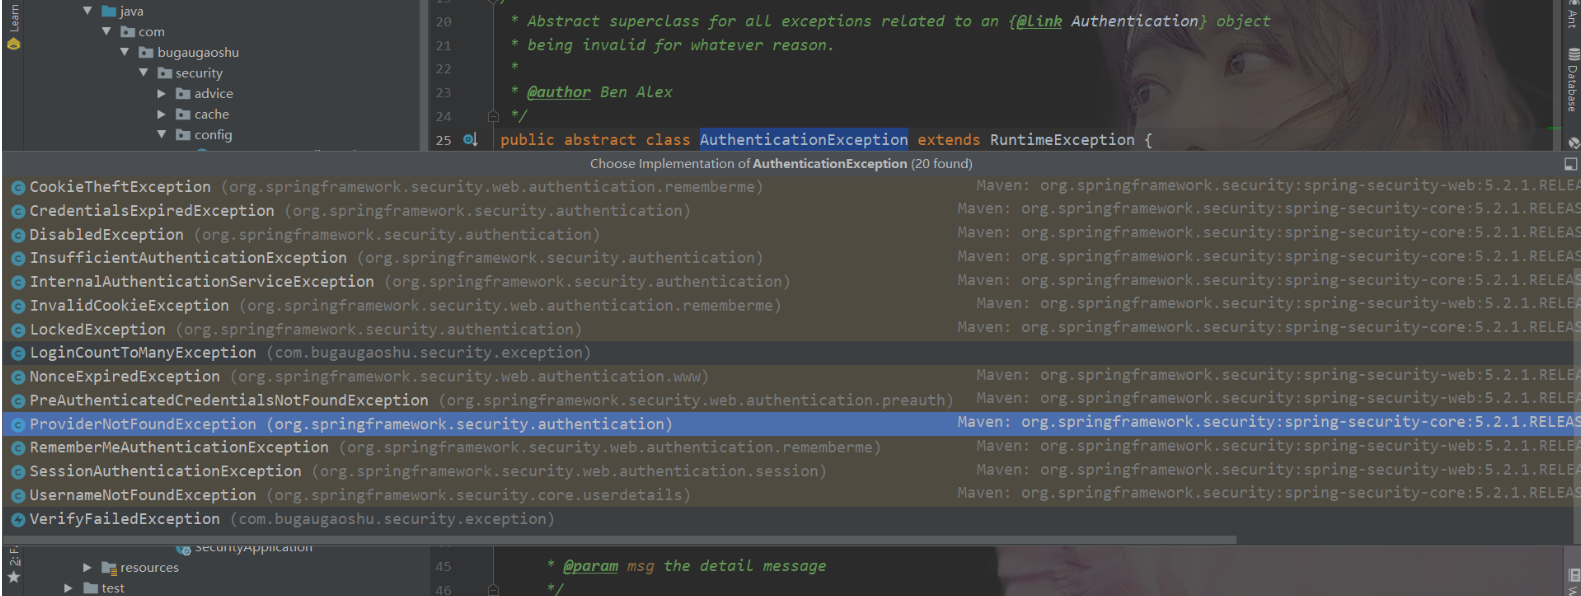 Learn
java
com
bugaugaoshu
security
advice
cache
config
20 * Abstract superclass for all exceptions related to an {@link Authentication} object
21 * being invalid for whatever reason.
22 *
23 * @author Ben Alex
24 */
25 public abstract class AuthenticationException extends RuntimeException {
Ant
Database
Choose Implementation of AuthenticationException (20 found)
CookieTheftException (org.springframework.security.web.authentication.rememberme) Maven: org.springframework.security:spring-security-web:5.2.1.RELEAS
CredentialsExpiredException (org.springframework.security.authentication) Maven: org.springframework.security:spring-security-core:5.2.1.RELEAS
DisabledException (org.springframework.security.authentication) Maven: org.springframework.security:spring-security-core:5.2.1.RELEAS
InsufficientAuthenticationException (org.springframework.security.authentication) Maven: org.springframework.security:spring-security-core:5.2.1.RELEAS
InternalAuthenticationServiceException (org.springframework.security.authentication) Maven: org.springframework.security:spring-security-core:5.2.1.RELEAS
InvalidCookieException (org.springframework.security.web.authentication.rememberme) Maven: org.springframework.security:spring-security-web:5.2.1.RELEA
LockedException (org.springframework.security.authentication) Maven: org.springframework.security:spring-security-core:5.2.1.RELEAS
LoginCountToManyException (com.bugaugaoshu.security.exception)
NonceExpiredException (org.springframework.security.web.authentication.www) Maven: org.springframework.security:spring-security-web:5.2.1.RELEA
PreAuthenticatedCredentialsNotFoundException (org.springframework.security.web.authentication.preauth) Maven: org.springframework.security:spring-security-web:5.2.1.RELEA
ProviderNotFoundException (org.springframework.security.authentication) Maven: org.springframework.security:spring-security-core:5.2.1.RELEAS
RememberMeAuthenticationException (org.springframework.security.web.authentication.rememberme) Maven: org.springframework.security:spring-security-web:5.2.1.RELEA
SessionAuthenticationException (org.springframework.security.web.authentication.session) Maven: org.springframework.security:spring-security-web:5.2.1.RELEA
UsernameNotFoundException (org.springframework.security.core.userdetails) Maven: org.springframework.security:spring-security-core:5.2.1.RELEAS
VerifyFailedException (com.bugaugaoshu.security.exception)
SecurityApplication
resources
test
45 * @param msg the detail message
46 */